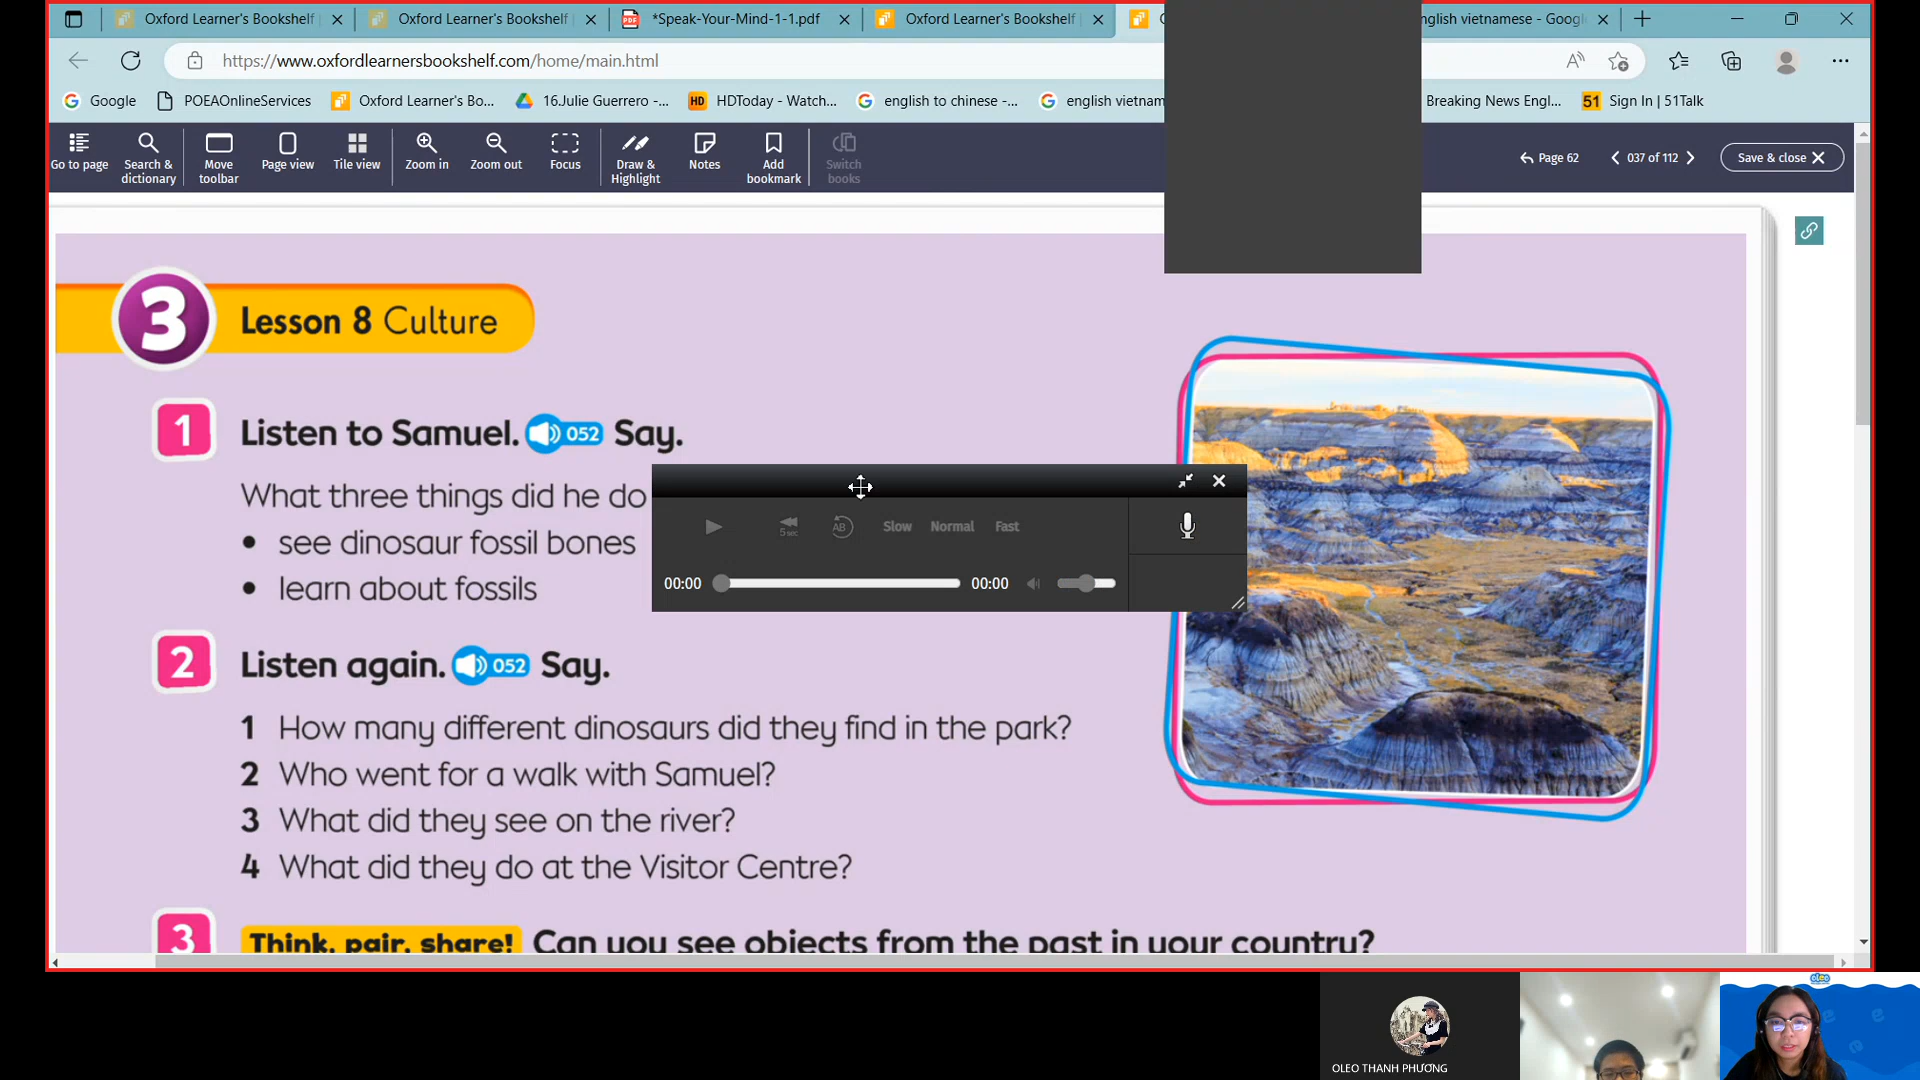 Oxford Learner's Bookshelf
Oxford Learner's Bookshelf
*Speak-Your-Mind-1-1.pdf
Oxford Learner's Bookshelf
nglish vietnamese - Goog
https://www.oxfordlearnersbookshelf.com/home/main.html
Google
POEAOnlineServices
Oxford Learner's Bo...
16.Julie Guerrero -...
HD
HDToday - Watch...
english to chinese -...
english vietnam
Breaking News Engl...
51
Sign In | 51Talk
Go to page
Search & dictionary
Move toolbar
Page view
Tile view
Zoom in
Zoom out
Focus
Draw & Highlight
Notes
Add bookmark
Switch books
Page 62
037 of 112
Save & close
3 Lesson 8 Culture
1 Listen to Samuel. 052 Say.
What three things did he do
• see dinosaur fossil bones
• learn about fossils
5 sec
AB
Slow Normal Fast
00:00
00:00
2 Listen again. 052 Say.
1 How many different dinosaurs did they find in the park?
2 Who went for a walk with Samuel?
3 What did they see on the river?
4 What did they do at the Visitor Centre?
3 Think, pair, share! Can you see objects from the past in your country?
OLEO THANH PHƯƠNG
oleo